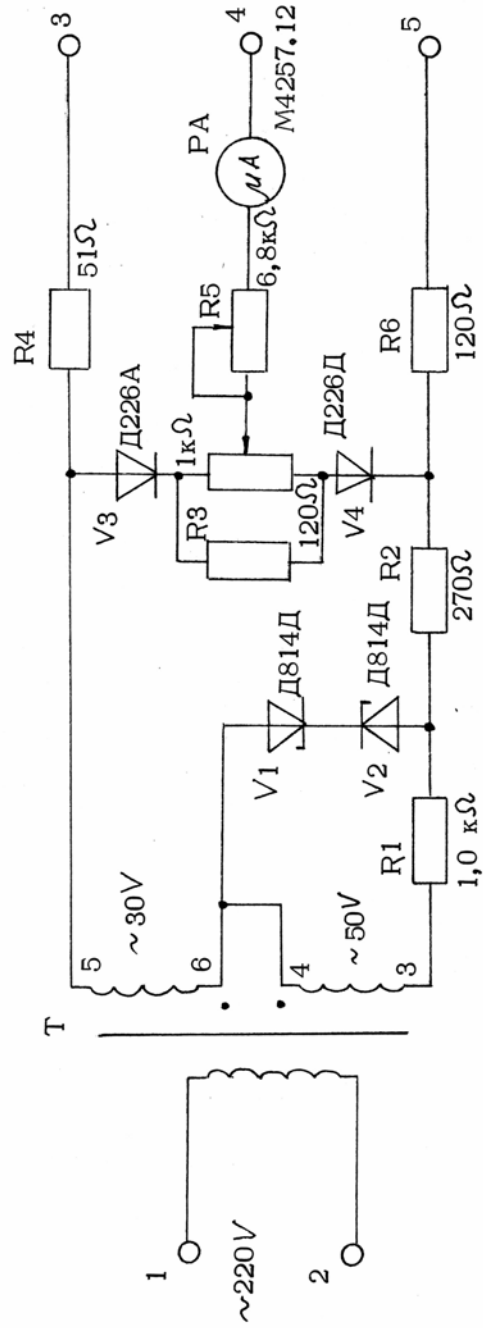 T
~220V
1
2
5
~30V
6
4
~50V
3
R4
51Ω
3
V3
Д226А
1кΩ
R3
120Ω
V4
Д226Д
R5
6,8кΩ
PA
μA
M4257.12
4
V1
Д814Д
V2
Д814Д
R1
1,0 кΩ
R2
270Ω
R6
120Ω
5